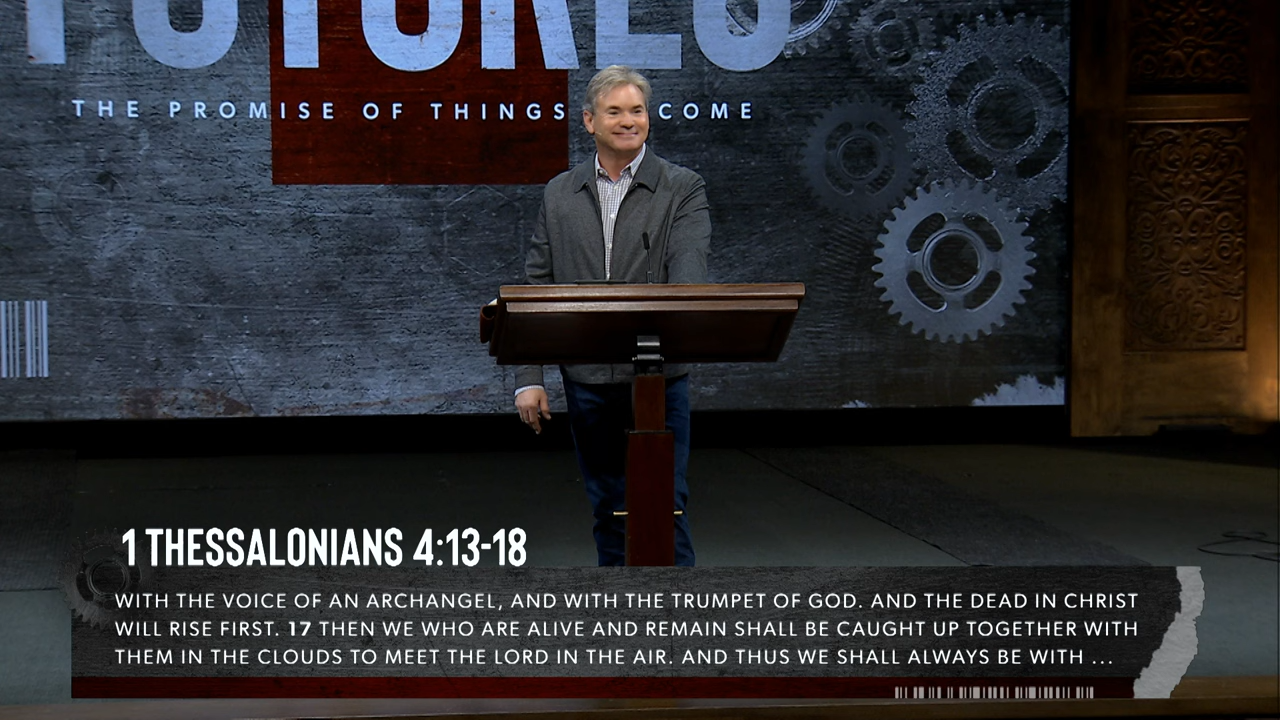 THE PROMISE OF THINGS COME
1 THESSALONIANS 4:13-18
WITH THE VOICE OF AN ARCHANGEL, AND WITH THE TRUMPET OF GOD. AND THE DEAD IN CHRIST
WILL RISE FIRST. 17 THEN WE WHO ARE ALIVE AND REMAIN SHALL BE CAUGHT UP TOGETHER WITH
THEM IN THE CLOUDS TO MEET THE LORD IN THE AIR. AND THUS WE SHALL ALWAYS BE WITH ...